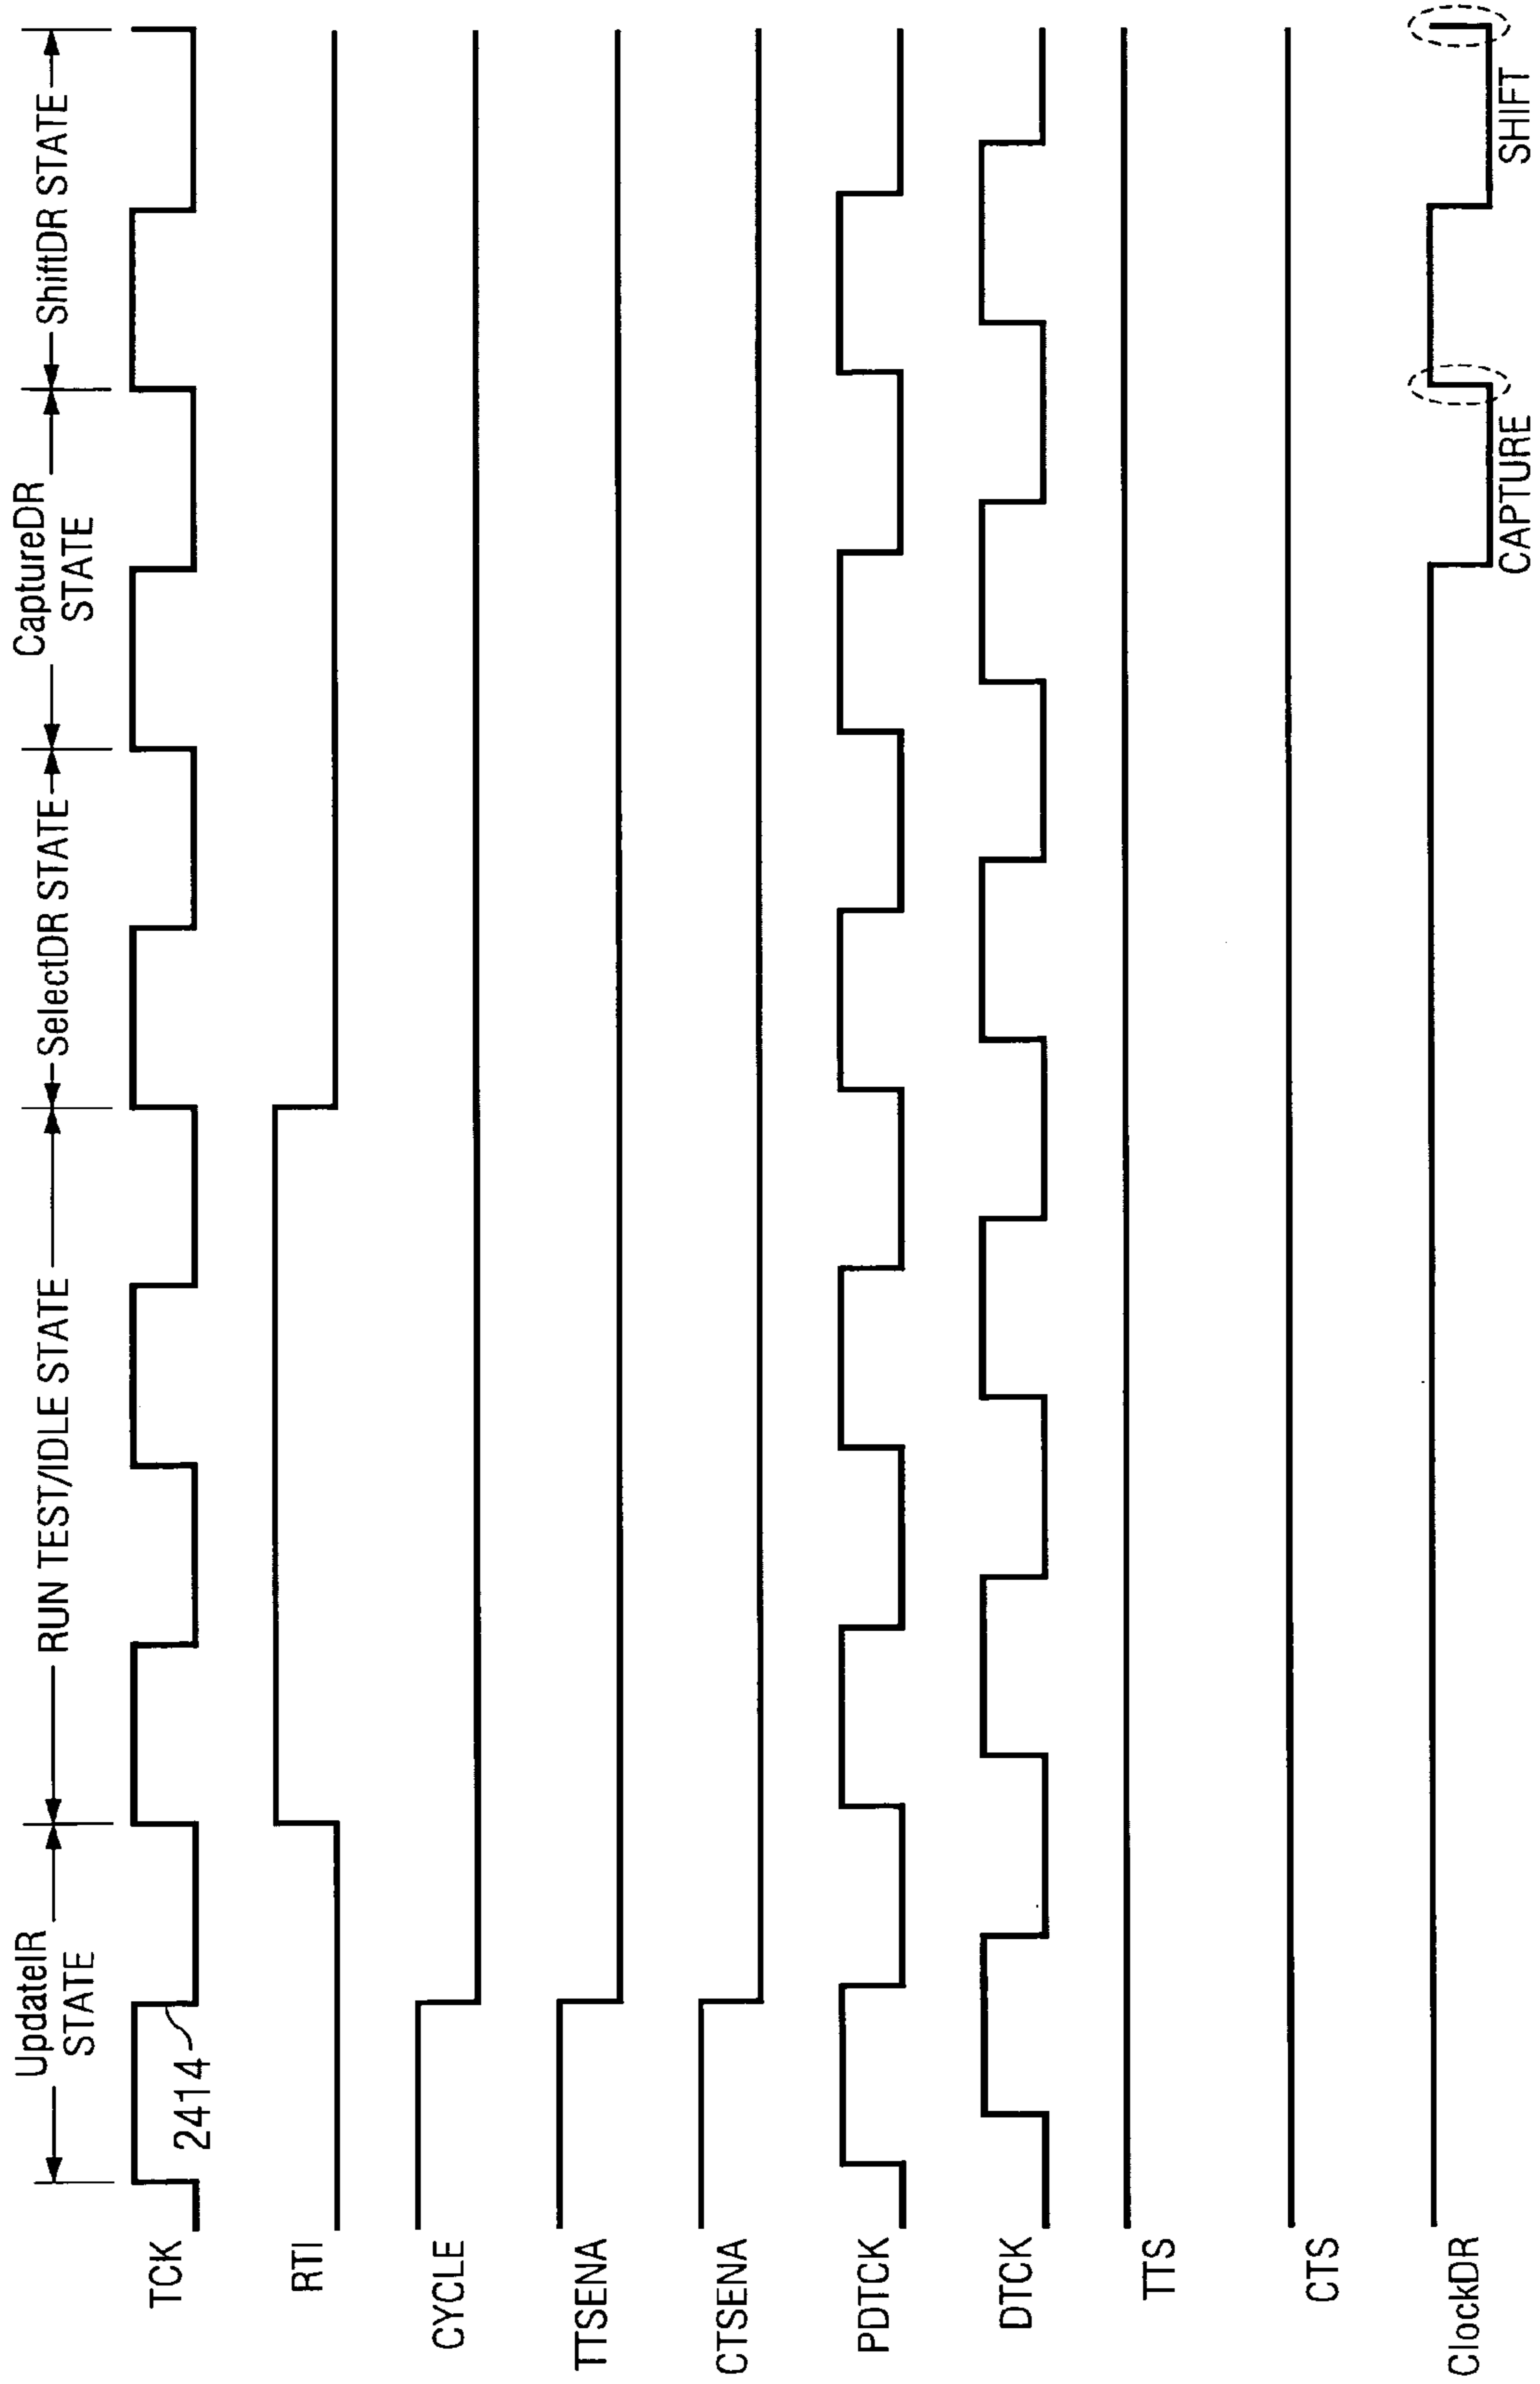 UpdateIR
STATE
RUN TEST/IDLE STATE
SelectDR STATE
CaptureDR
STATE
ShiftDR STATE
TCK
2414
RTI
CYCLE
TTSENA
CTSENA
PDTCK
DTCK
TTS
CTS
ClockDR
CAPTURE
SHIFT